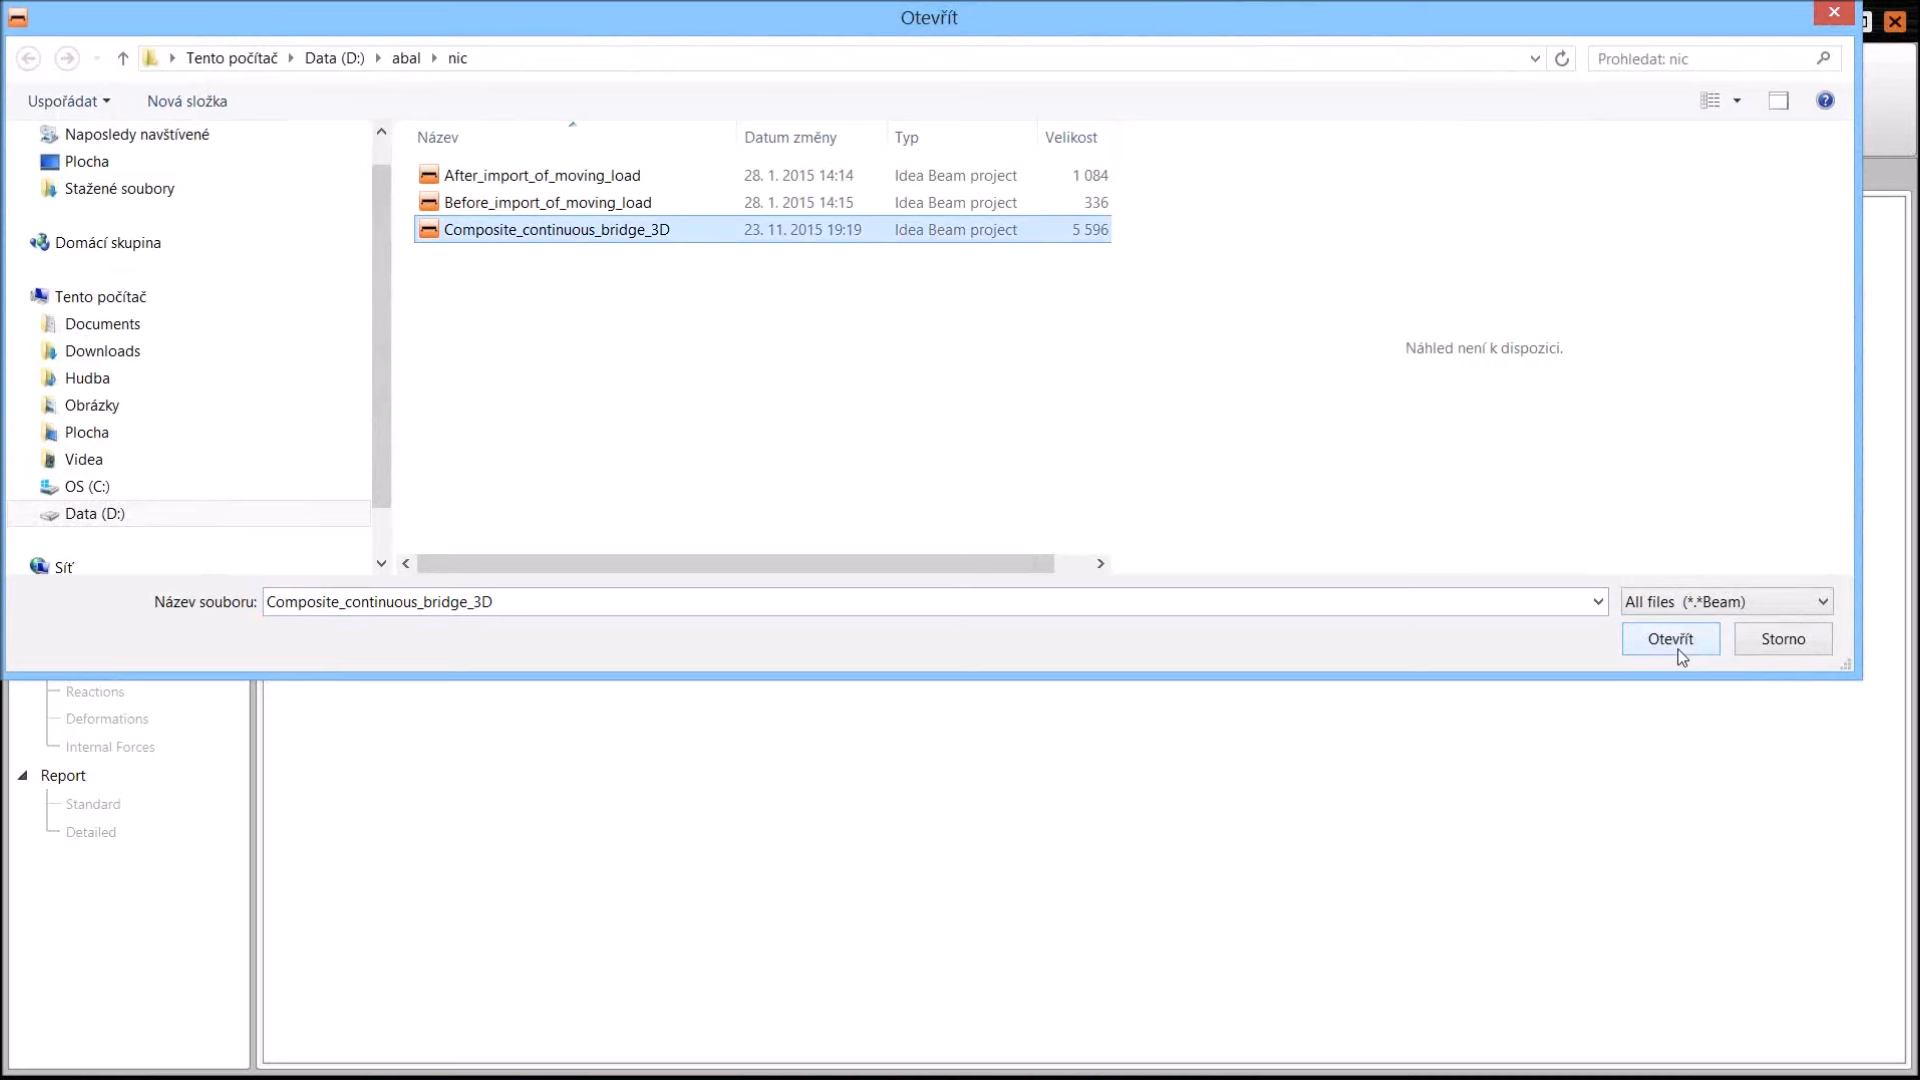 Otevřít
Tento počítač Data (D:) abal nic
Prohledat: nic
Uspořádat Nová složka
Naposledy navštívené
Plocha
Stažené soubory
Domácí skupina
Tento počítač
Documents
Downloads
Hudba
Obrázky
Plocha
Videa
OS (C:)
Data (D:)
Síť
Název Datum změny Typ Velikost
After_import_of_moving_load 28. 1. 2015 14:14 Idea Beam project 1 084
Before_import_of_moving_load 28. 1. 2015 14:15 Idea Beam project 336
Composite_continuous_bridge_3D 23. 11. 2015 19:19 Idea Beam project 5 596
Náhled není k dispozici.
Název souboru: Composite_continuous_bridge_3D All files (*.*Beam)
Otevřít Storno
Reactions
Deformations
Internal Forces
Report
Standard
Detailed